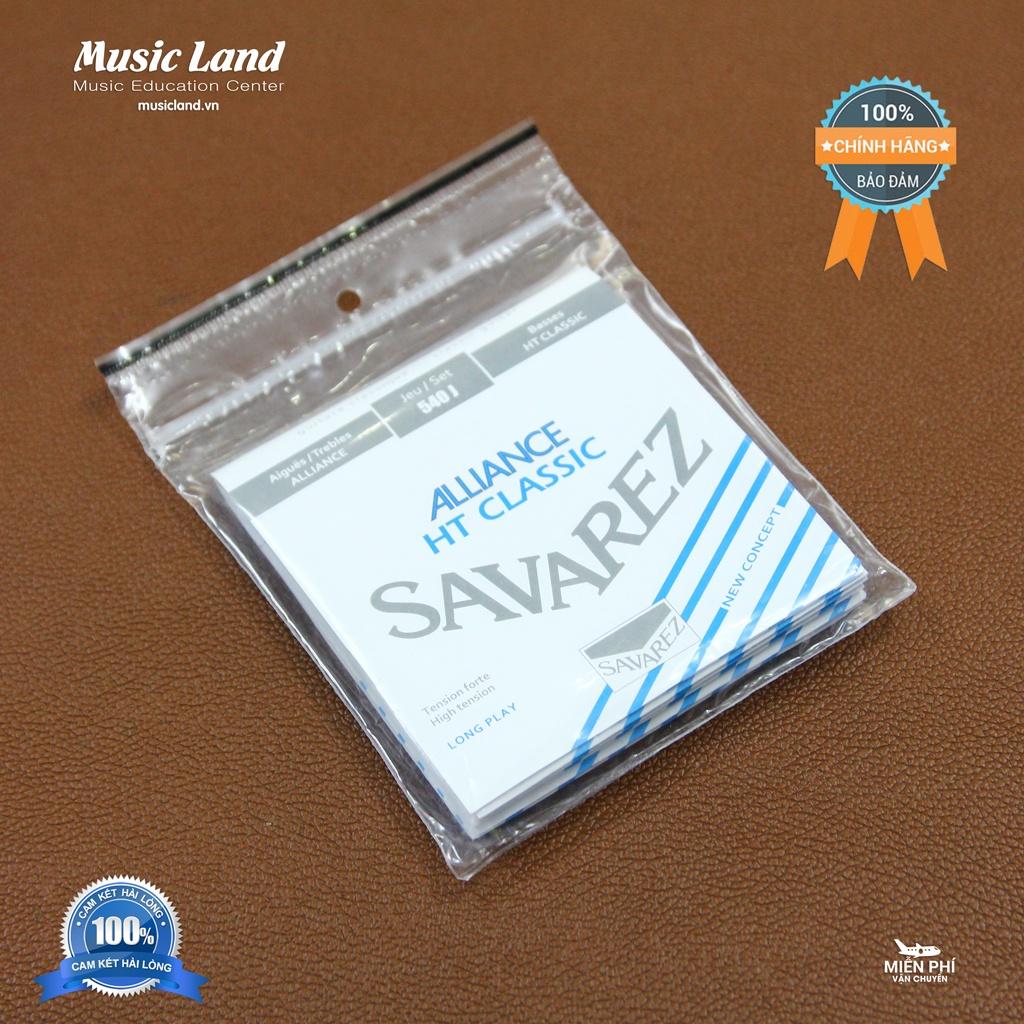 Music Land
Music Education Center
musicland.vn
100%
CHÍNH HÃNG
BẢO ĐẢM
Aiguës / Trebles
ALLIANCE
Jeu / Set
540 J
Basses
HT CLASSIC
ALLIANCE
HT CLASSIC
SAVAREZ
NEW CONCEPT
SAVAREZ
Tension forte
High tension
LONG PLAY
CAM KẾT HÀI LÒNG
100%
CAM KẾT HÀI LÒNG
MIỄN PHÍ
VẬN CHUYỂN